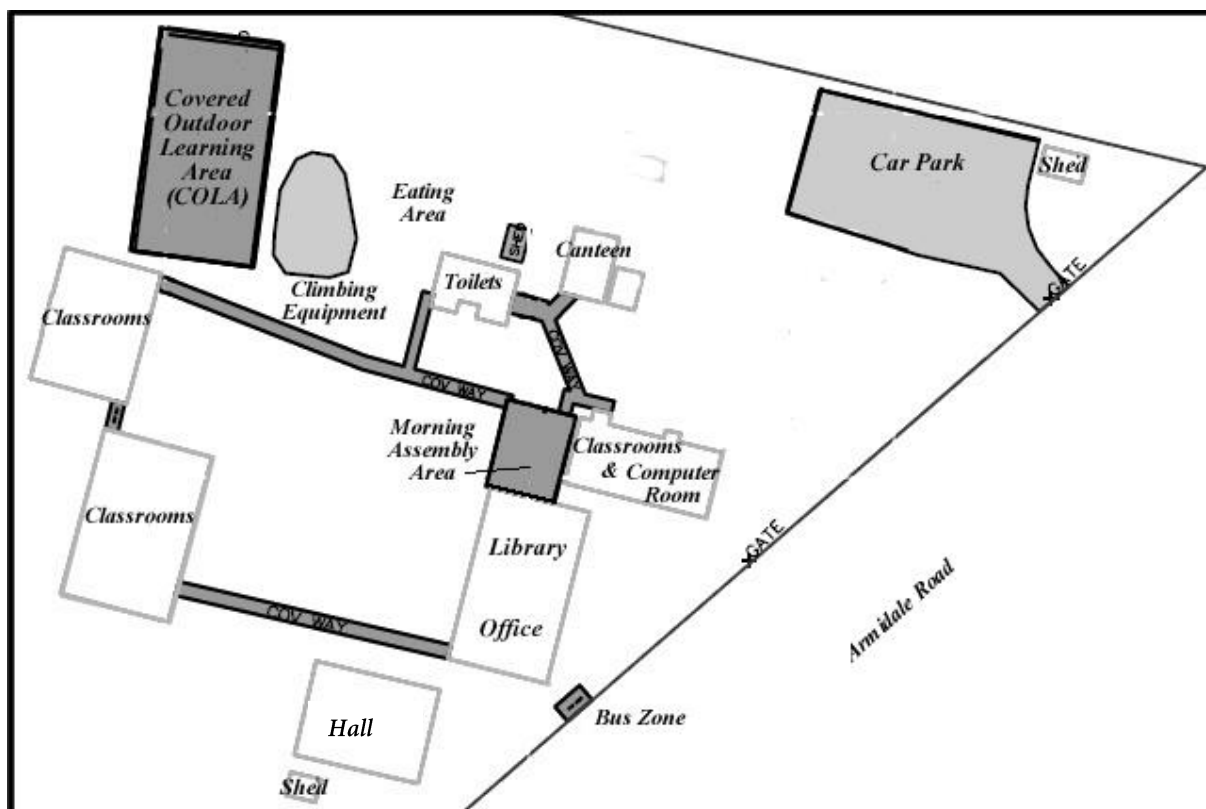 Covered
Outdoor
Learning
Area
(COLA)
Car Park
Shed
Eating
Area
SHED
Canteen
Toilets
Climbing
Equipment
GATE
Classrooms
COV WAY
COV WAY
Morning
Assembly
Area
Classrooms
& Computer
Room
Classrooms
Library
GATE
Office
COV WAY
Armidale Road
Bus Zone
Hall
Shed